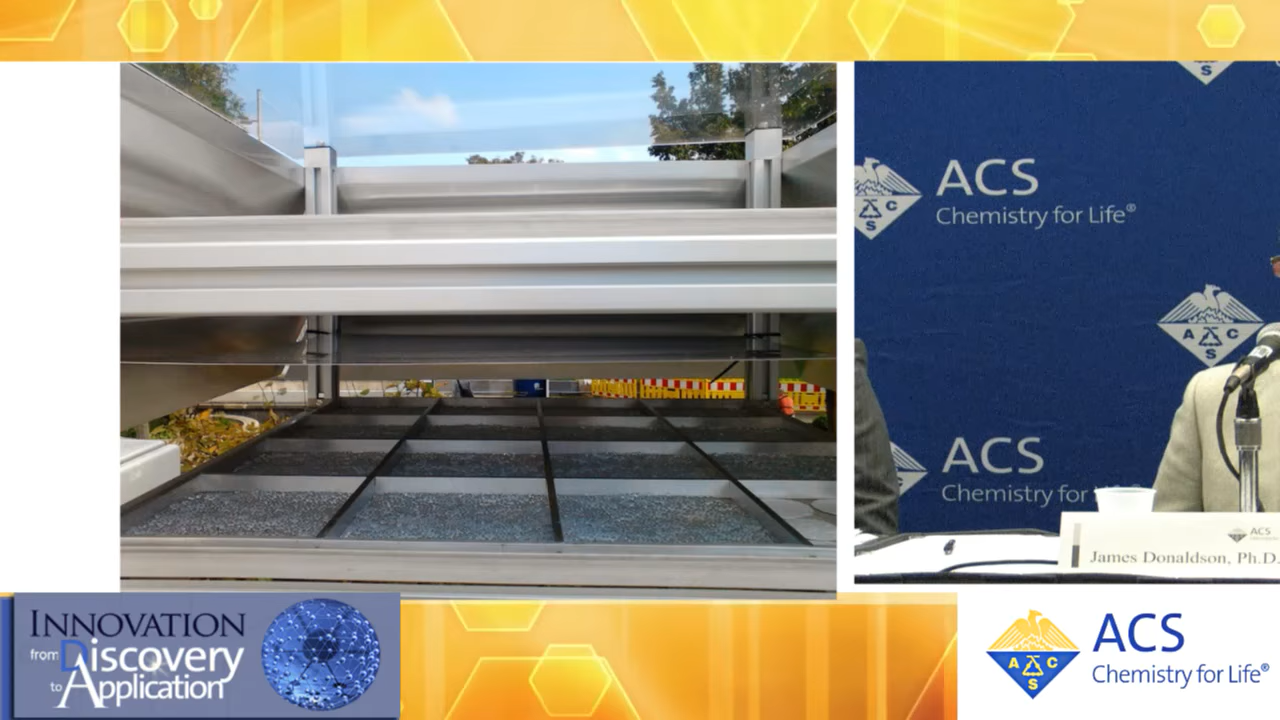 ACS
Chemistry for Life®
A C S
S
A C S
ACS
Chemistry for
James Donaldson, Ph.D.
ACS
INNOVATION
from Discovery
to Application
A C S
ACS
Chemistry for Life®